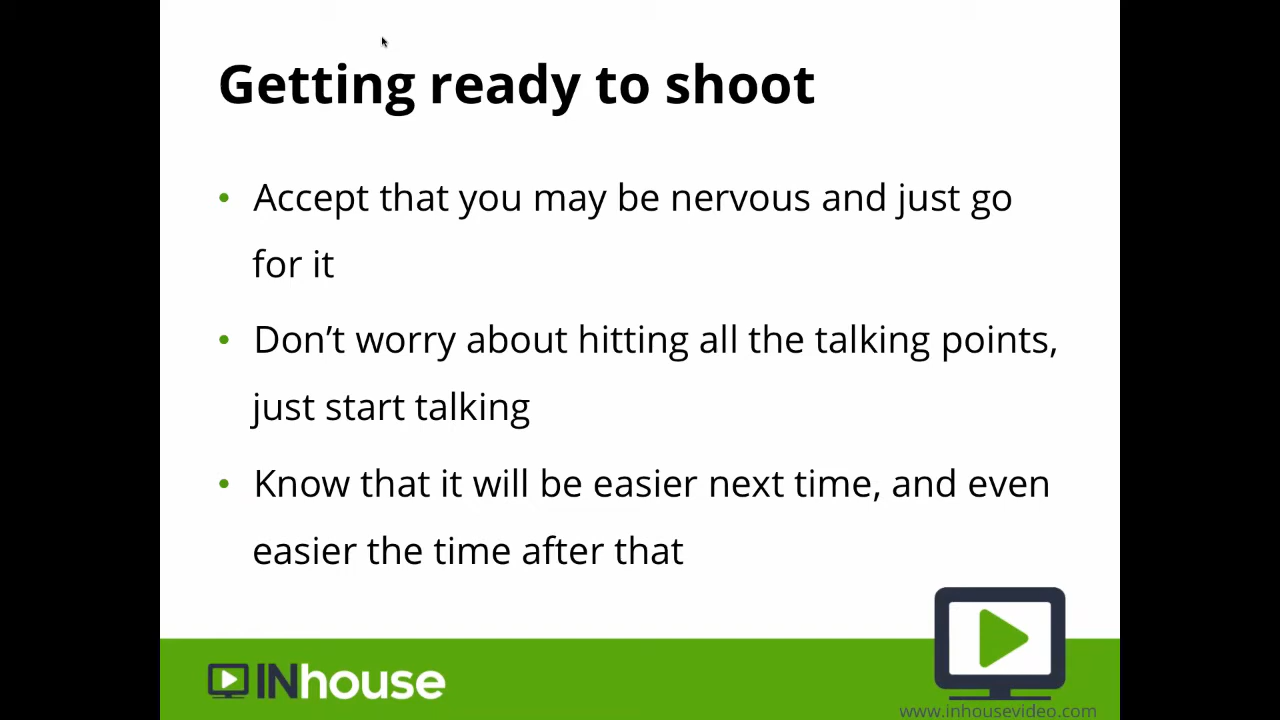 Getting ready to shoot
• Accept that you may be nervous and just go
for it
• Don’t worry about hitting all the talking points,
just start talking
• Know that it will be easier next time, and even
easier the time after that
INhouse
www.inhousevideo.com